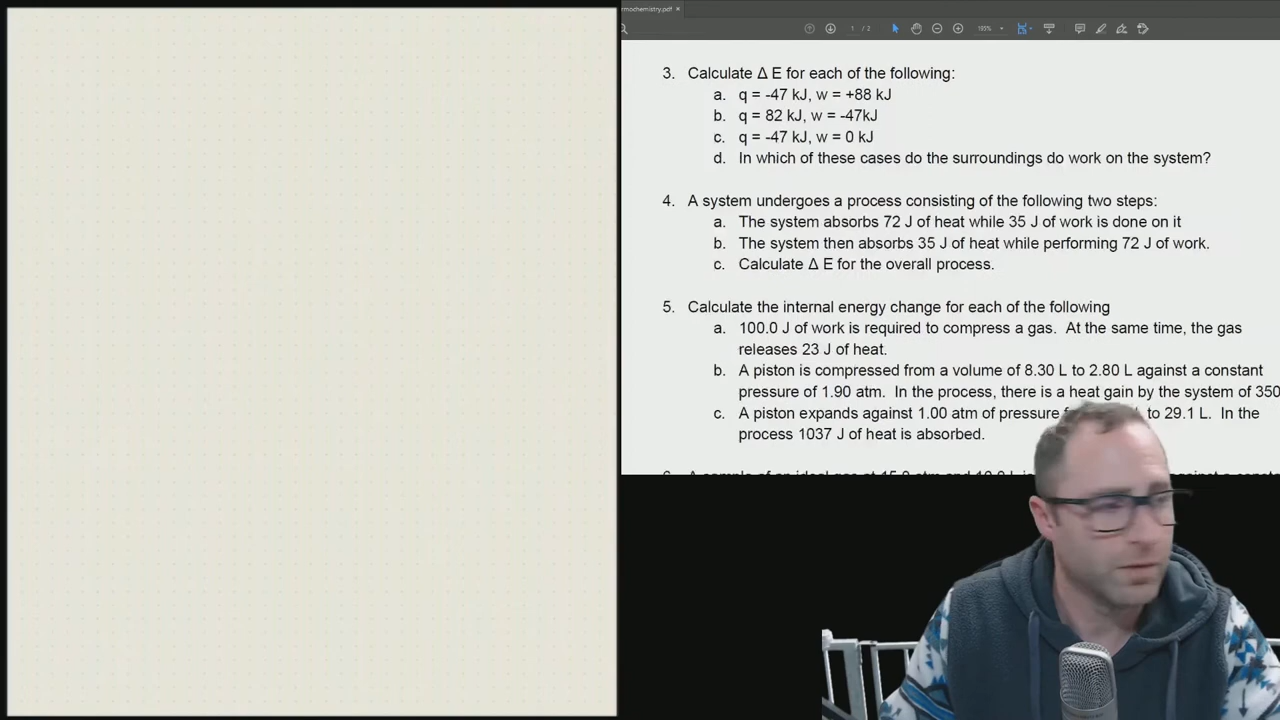 rmochemistry.pdf ×
1 / 2
195%
3. Calculate Δ E for each of the following:
a. q = -47 kJ, w = +88 kJ
b. q = 82 kJ, w = -47kJ
c. q = -47 kJ, w = 0 kJ
d. In which of these cases do the surroundings do work on the system?
4. A system undergoes a process consisting of the following two steps:
a. The system absorbs 72 J of heat while 35 J of work is done on it
b. The system then absorbs 35 J of heat while performing 72 J of work.
c. Calculate Δ E for the overall process.
5. Calculate the internal energy change for each of the following
a. 100.0 J of work is required to compress a gas. At the same time, the gas
releases 23 J of heat.
b. A piston is compressed from a volume of 8.30 L to 2.80 L against a constant
pressure of 1.90 atm. In the process, there is a heat gain by the system of 350
c. A piston expands against 1.00 atm of pressure to 29.1 L. In the
process 1037 J of heat is absorbed.